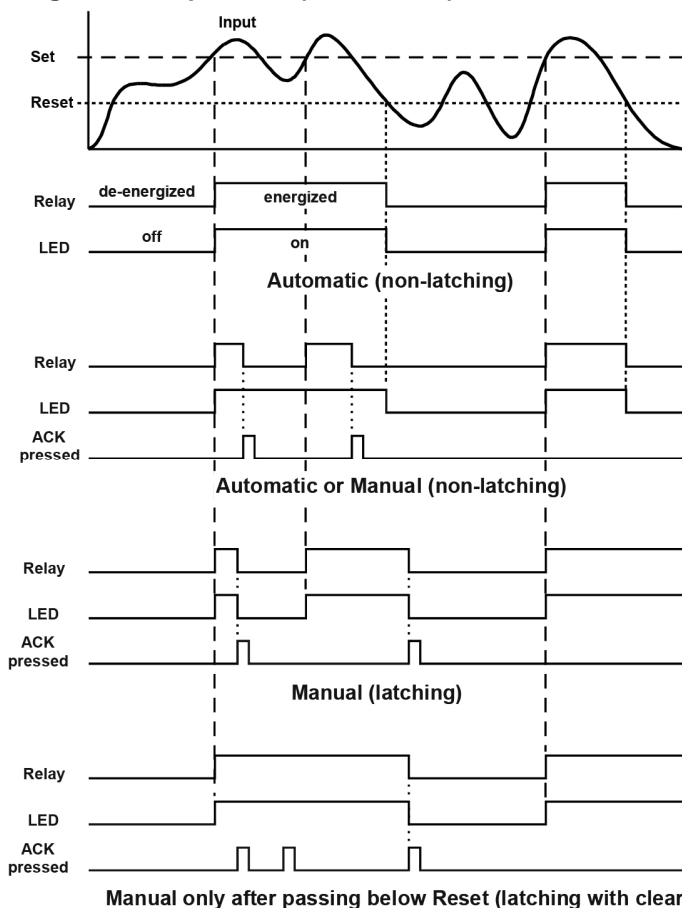 Input
Set
Reset
Relay de-energized energized
LED off on
Automatic (non-latching)
Relay
LED
ACK
pressed
Automatic or Manual (non-latching)
Relay
LED
ACK
pressed
Manual (latching)
Relay
LED
ACK
pressed
Manual only after passing below Reset (latching with clear